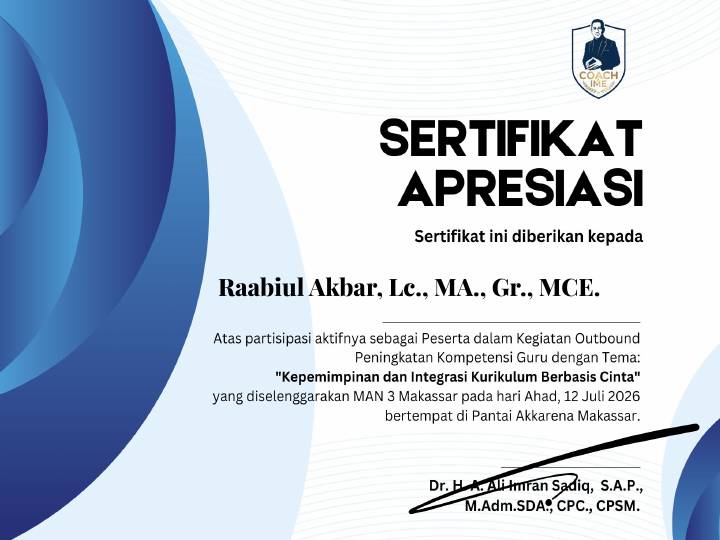 COACH
IME
SERTIFIKAT
APRESIASI
Sertifikat ini diberikan kepada
Raabiul Akbar, Lc., MA., Gr., MCE.
Atas partisipasi aktifnya sebagai Peserta dalam Kegiatan Outbound
Peningkatan Kompetensi Guru dengan Tema:
"Kepemimpinan dan Integrasi Kurikulum Berbasis Cinta"
yang diselenggarakan MAN 3 Makassar pada hari Ahad, 12 Juli 2026
bertempat di Pantai Akkarena Makassar.
Dr. H. A. Ali Imran Sadiq, S.A.P.,
M.Adm.SDA., CPC., CPSM.